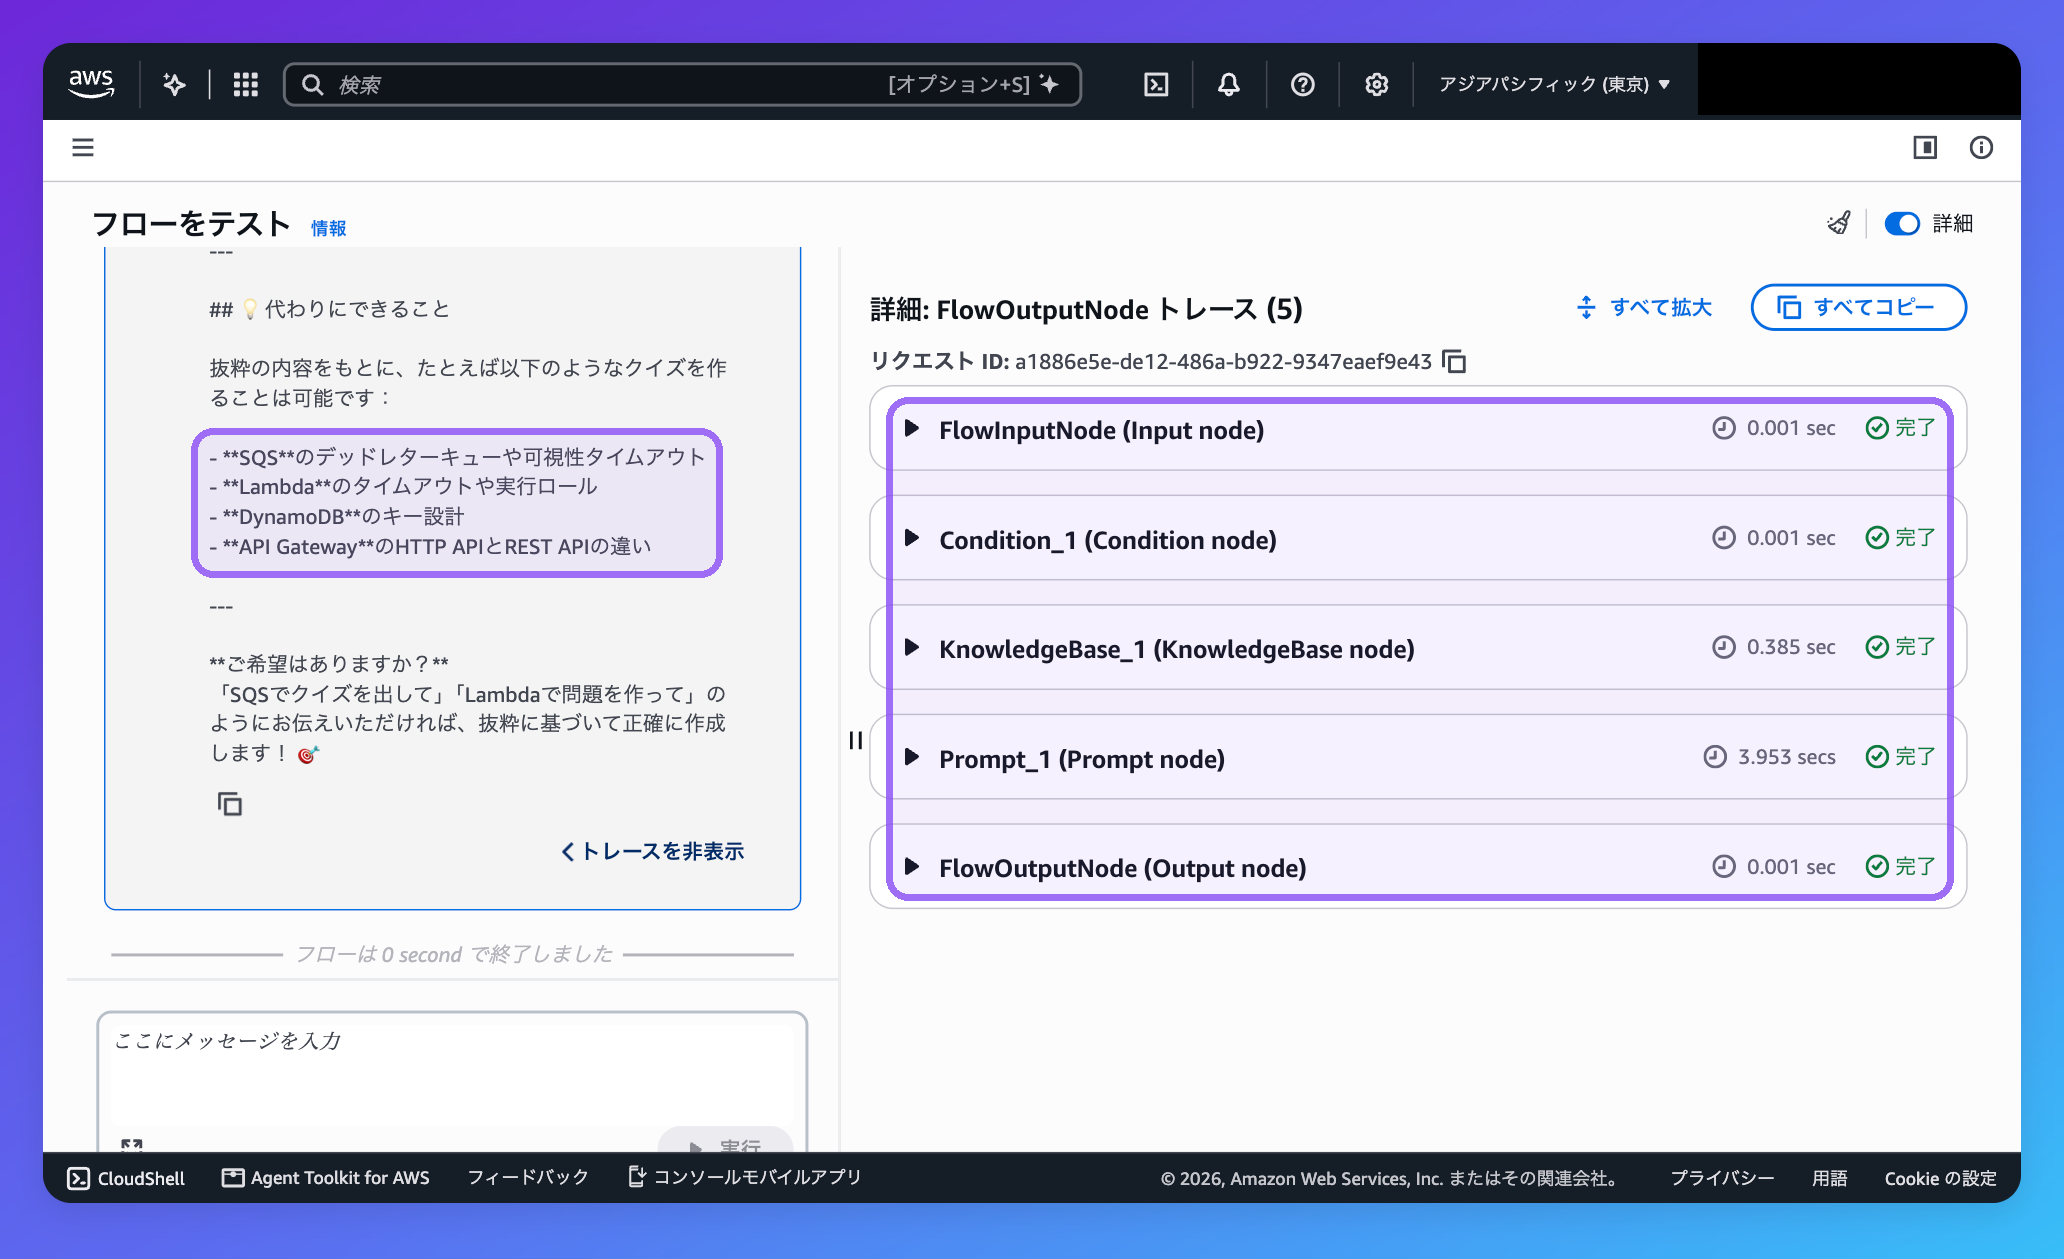 aws
検索
[オプション+S]
アジアパシフィック (東京) ▼
フローをテスト 情報
詳細
---
## 💡 代わりにできること
抜粋の内容をもとに、たとえば以下のようなクイズを作
ることは可能です：
- **SQS**のデッドレターキューや可視性タイムアウト
- **Lambda**のタイムアウトや実行ロール
- **DynamoDB**のキー設計
- **API Gateway**のHTTP APIとREST APIの違い
---
**ご希望はありますか？**
「SQSでクイズを出して」「Lambdaで問題を作って」の
ようにお伝えいただければ、抜粋に基づいて正確に作成
します！ 🎯
トレースを非表示
フローは 0 second で終了しました
ここにメッセージを入力
実行
詳細: FlowOutputNode トレース (5)
すべて拡大
すべてコピー
リクエスト ID: a1886e5e-de12-486a-b922-9347eaef9e43
FlowInputNode (Input node) 0.001 sec 完了
Condition_1 (Condition node) 0.001 sec 完了
KnowledgeBase_1 (KnowledgeBase node) 0.385 sec 完了
Prompt_1 (Prompt node) 3.953 secs 完了
FlowOutputNode (Output node) 0.001 sec 完了
CloudShell Agent Toolkit for AWS フィードバック コンソールモバイルアプリ
© 2026, Amazon Web Services, Inc. またはその関連会社。 プライバシー 用語 Cookie の設定